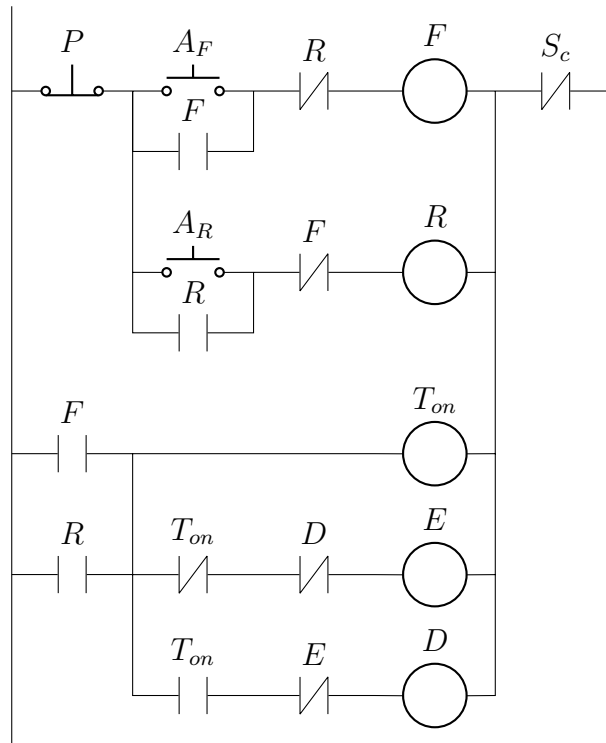 P A_F R F S_c
F
A_R F R
R
F T_on
R T_on D E
T_on E D